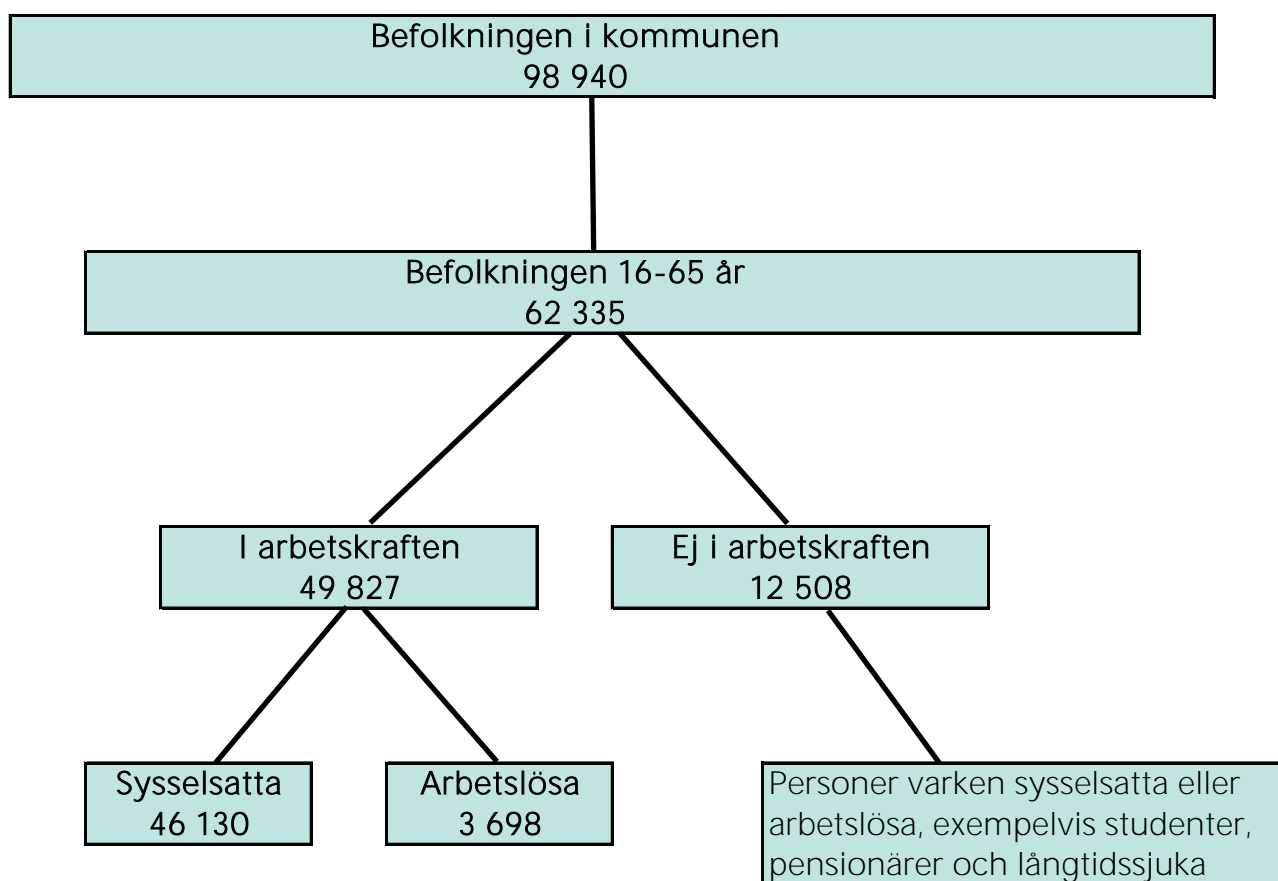 Befolkningen i kommunen
98 940
Befolkningen 16-65 år
62 335
I arbetskraften
49 827
Ej i arbetskraften
12 508
Sysselsatta
46 130
Arbetslösa
3 698
Personer varken sysselsatta eller
arbetslösa, exempelvis studenter,
pensionärer och långtidssjuka